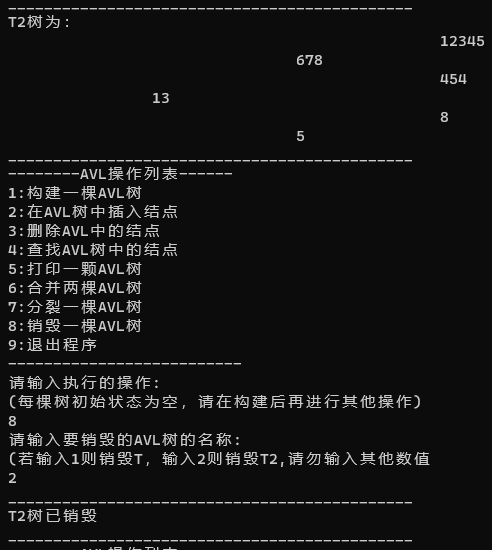 T2树为:
12345
678
454
13
8
5
--------AVL操作列表------
1:构建一棵AVL树
2:在AVL树中插入结点
3:删除AVL中的结点
4:查找AVL树中的结点
5:打印一颗AVL树
6:合并两棵AVL树
7:分裂一棵AVL树
8:销毁一棵AVL树
9:退出程序
--------------------------
请输入执行的操作:
(每棵树初始状态为空, 请在构建后再进行其他操作)
8
请输入要销毁的AVL树的名称:
(若输入1则销毁T, 输入2则销毁T2,请勿输入其他数值
2
T2树已销毁
--------AVL操作列表------